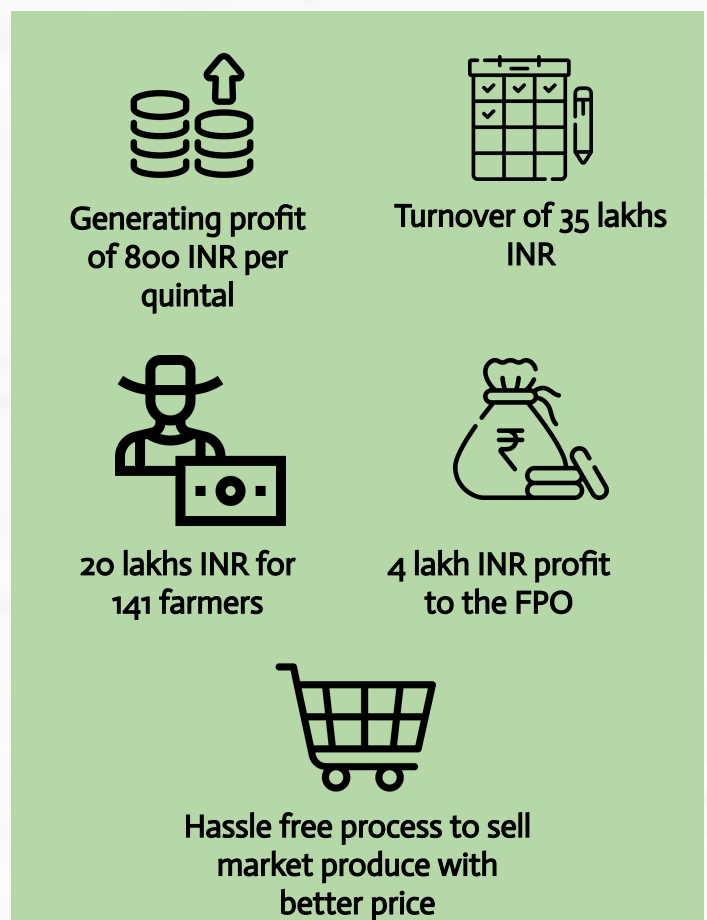 Generating profit
of 800 INR per
quintal
Turnover of 35 lakhs
INR
20 lakhs INR for
141 farmers
₹
4 lakh INR profit
to the FPO
Hassle free process to sell
market produce with
better price